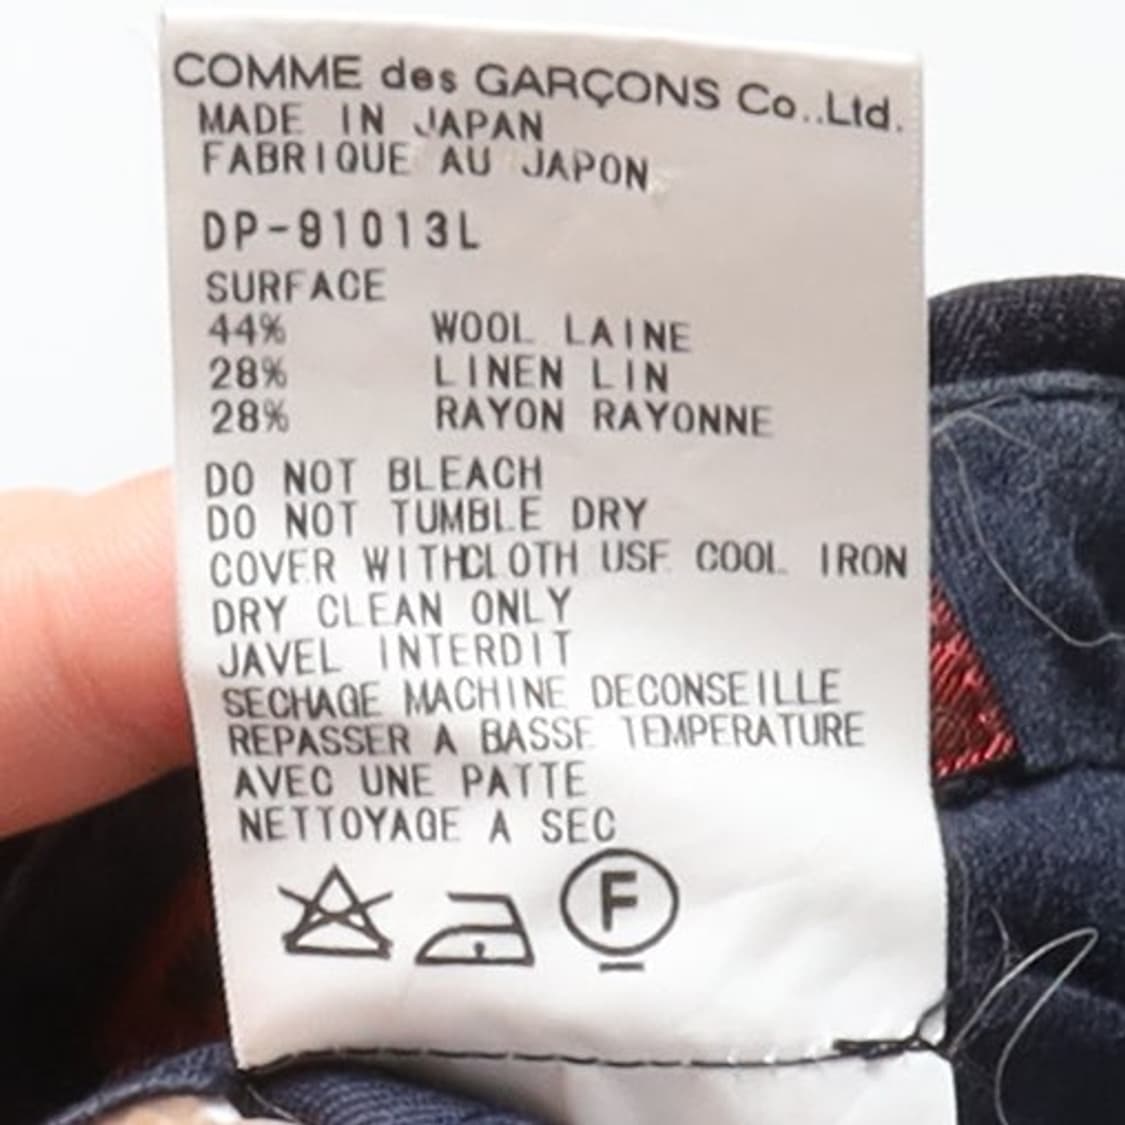 COMME des GARÇONS Co.,Ltd.
MADE IN JAPAN
FABRIQUE AU JAPON
DP-91013L
SURFACE
44% WOOL LAINE
28% LINEN LIN
28% RAYON RAYONNE
DO NOT BLEACH
DO NOT TUMBLE DRY
COVER WITHCLOTH USE COOL IRON
DRY CLEAN ONLY
JAVEL INTERDIT
SECHAGE MACHINE DECONSEILLE
REPASSER A BASSE TEMPERATURE
AVEC UNE PATTE
NETTOYAGE A SEC
F